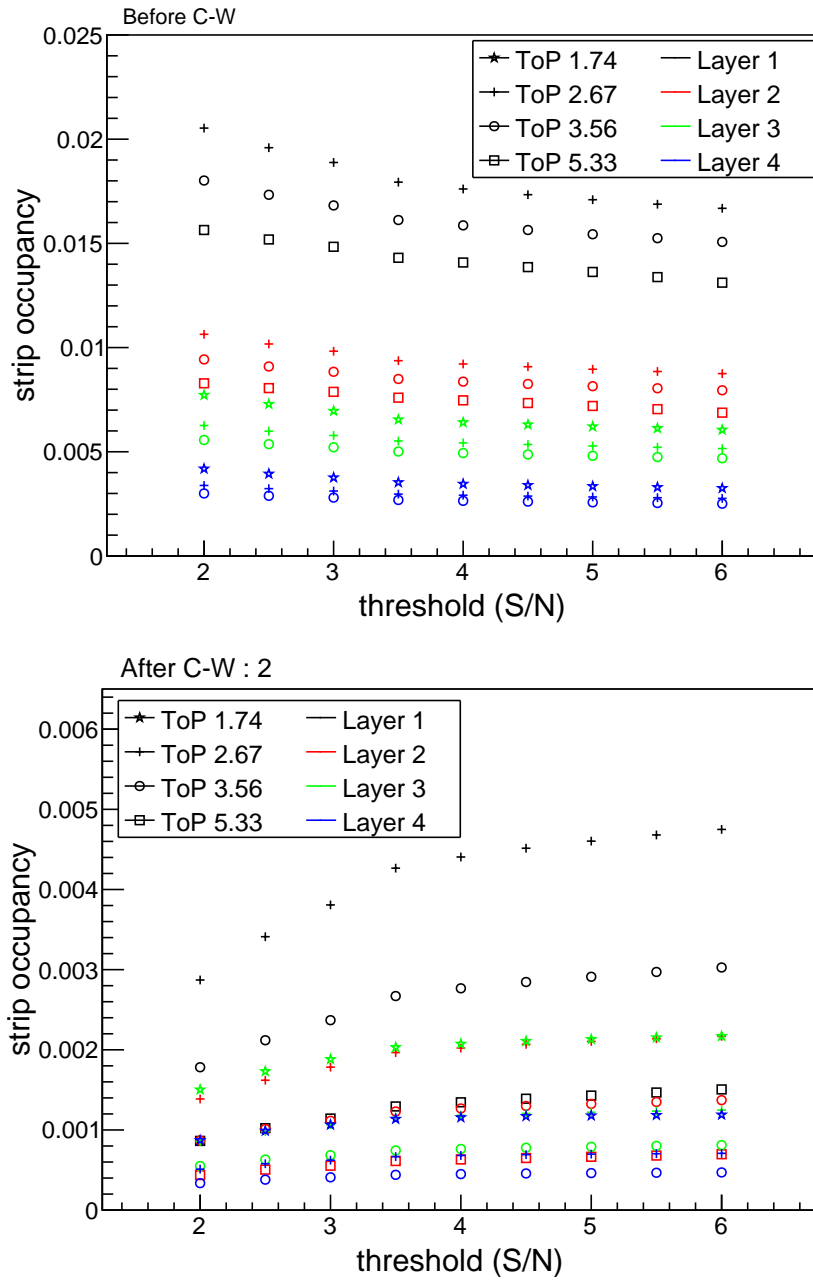 Before C-W
0.025
ToP 1.74 Layer 1
ToP 2.67 Layer 2
ToP 3.56 Layer 3
ToP 5.33 Layer 4
0.02
0.015
0.01
0.005
0
strip occupancy
2 3 4 5 6
threshold (S/N)
After C-W : 2
ToP 1.74 Layer 1
ToP 2.67 Layer 2
ToP 3.56 Layer 3
ToP 5.33 Layer 4
0.006
0.005
0.004
0.003
0.002
0.001
0
strip occupancy
2 3 4 5 6
threshold (S/N)